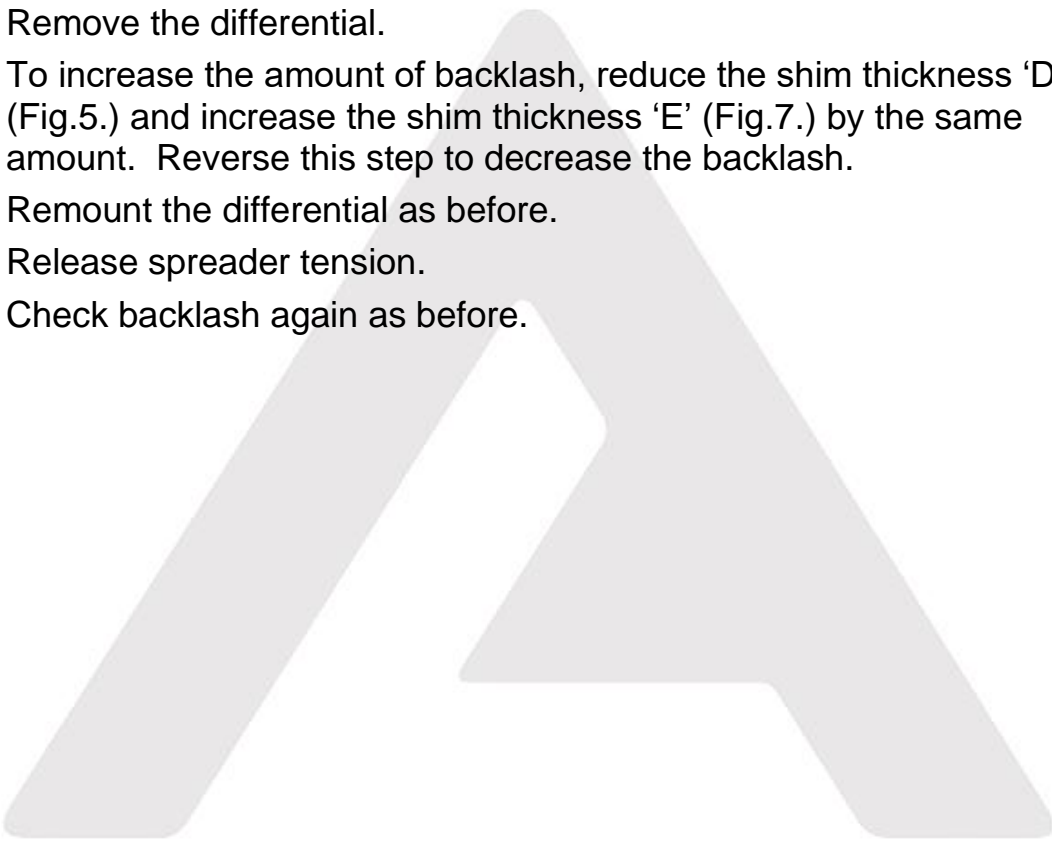 Remove the differential.
To increase the amount of backlash, reduce the shim thickness ‘D
(Fig.5.) and increase the shim thickness ‘E’ (Fig.7.) by the same
amount.  Reverse this step to decrease the backlash.
Remount the differential as before.
Release spreader tension.
Check backlash again as before.